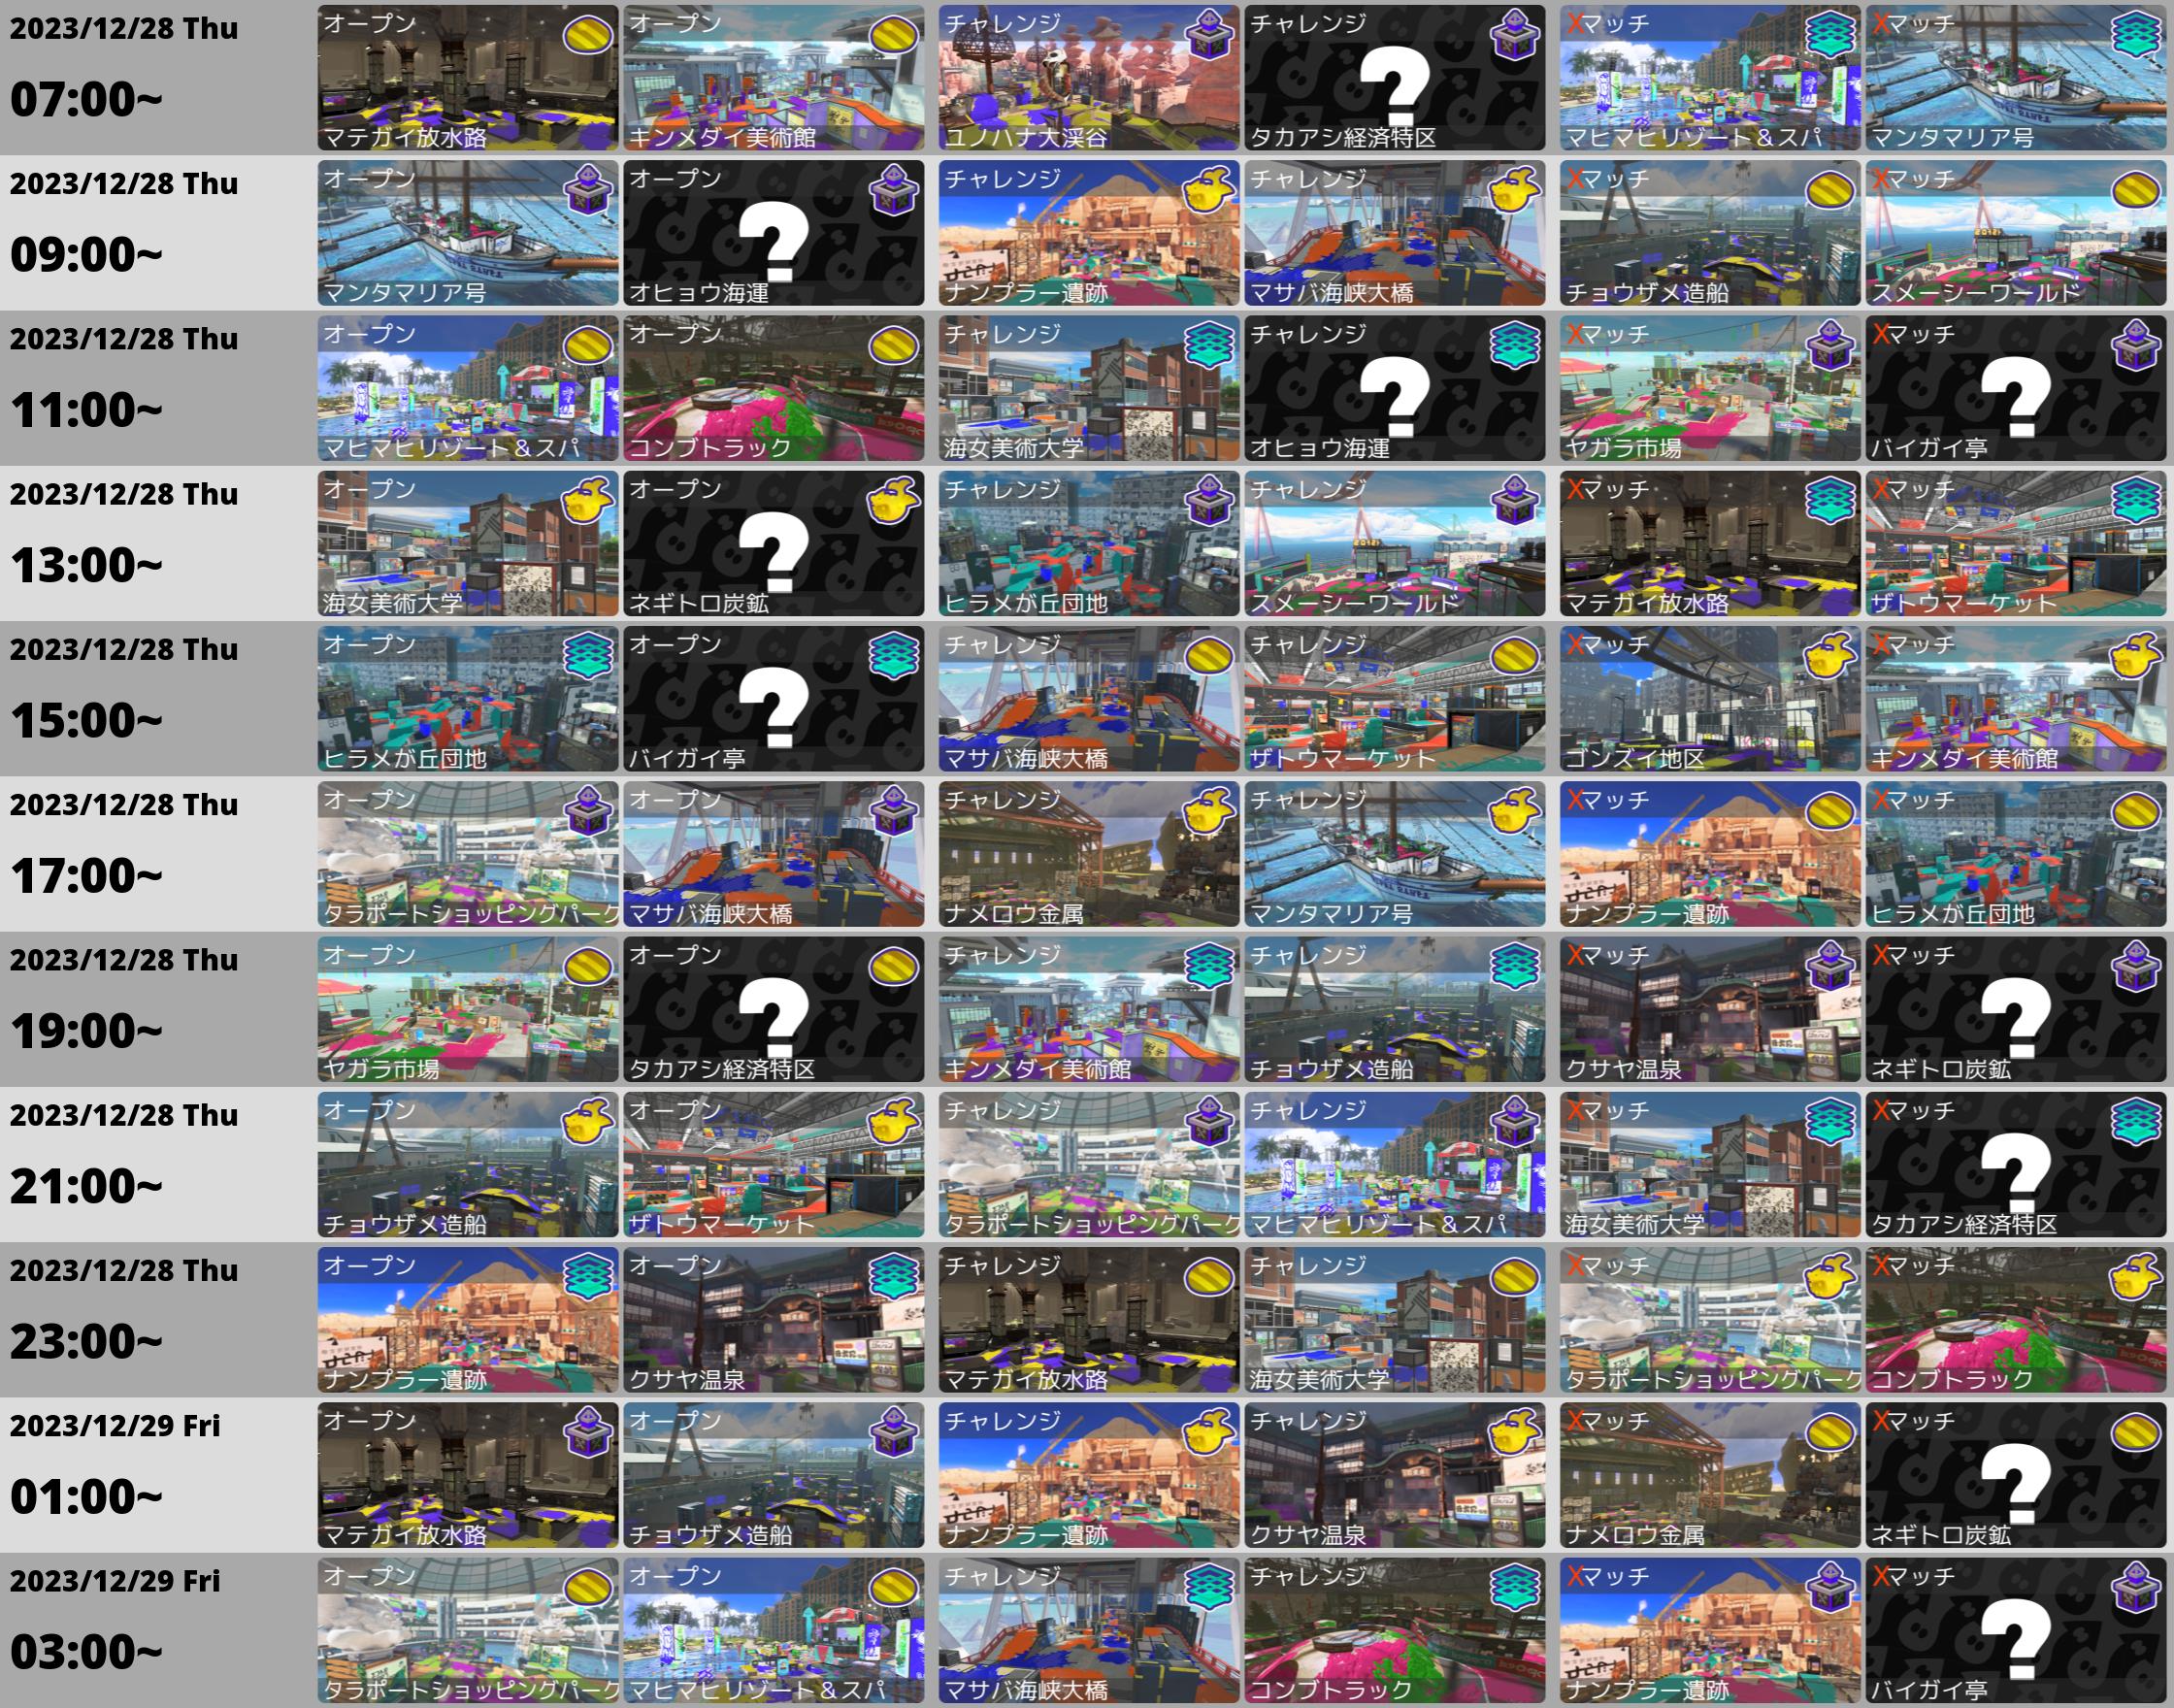 2023/12/28 Thu
07:00~
オープン
マテガイ放水路
オープン
キンメダイ美術館
チャレンジ
ユノハナ大渓谷
チャレンジ
タカアシ経済特区
Xマッチ
マヒマヒリゾート&スパ
Xマッチ
マンタマリア号
2023/12/28 Thu
09:00~
オープン
マンタマリア号
オープン
オヒョウ海運
チャレンジ
ナンプラー遺跡
チャレンジ
マサバ海峡大橋
Xマッチ
チョウザメ造船
Xマッチ
スメーシーワールド
2023/12/28 Thu
11:00~
オープン
マヒマヒリゾート&スパ
オープン
コンブトラック
チャレンジ
海女美術大学
チャレンジ
オヒョウ海運
Xマッチ
ヤガラ市場
Xマッチ
バイガイ亭
2023/12/28 Thu
13:00~
オープン
海女美術大学
オープン
ネギトロ炭鉱
チャレンジ
ヒラメが丘団地
チャレンジ
スメーシーワールド
Xマッチ
マテガイ放水路
Xマッチ
ザトウマーケット
2023/12/28 Thu
15:00~
オープン
ヒラメが丘団地
オープン
バイガイ亭
チャレンジ
マサバ海峡大橋
チャレンジ
ザトウマーケット
Xマッチ
ゴンズイ地区
Xマッチ
キンメダイ美術館
2023/12/28 Thu
17:00~
オープン
タラポートショッピングパーク
オープン
マサバ海峡大橋
チャレンジ
ナメロウ金属
チャレンジ
マンタマリア号
Xマッチ
ナンプラー遺跡
Xマッチ
ヒラメが丘団地
2023/12/28 Thu
19:00~
オープン
ヤガラ市場
オープン
タカアシ経済特区
チャレンジ
キンメダイ美術館
チャレンジ
チョウザメ造船
Xマッチ
クサヤ温泉
Xマッチ
ネギトロ炭鉱
2023/12/28 Thu
21:00~
オープン
チョウザメ造船
オープン
ザトウマーケット
チャレンジ
タラポートショッピングパーク
チャレンジ
マヒマヒリゾート&スパ
Xマッチ
海女美術大学
Xマッチ
タカアシ経済特区
2023/12/28 Thu
23:00~
オープン
ナンプラー遺跡
オープン
クサヤ温泉
チャレンジ
マテガイ放水路
チャレンジ
海女美術大学
Xマッチ
タラポートショッピングパーク
Xマッチ
コンブトラック
2023/12/29 Fri
01:00~
オープン
マテガイ放水路
オープン
チョウザメ造船
チャレンジ
ナンプラー遺跡
チャレンジ
クサヤ温泉
Xマッチ
ナメロウ金属
Xマッチ
ネギトロ炭鉱
2023/12/29 Fri
03:00~
オープン
タラポートショッピングパーク
オープン
マヒマヒリゾート&スパ
チャレンジ
マサバ海峡大橋
チャレンジ
コンブトラック
Xマッチ
ナンプラー遺跡
Xマッチ
バイガイ亭